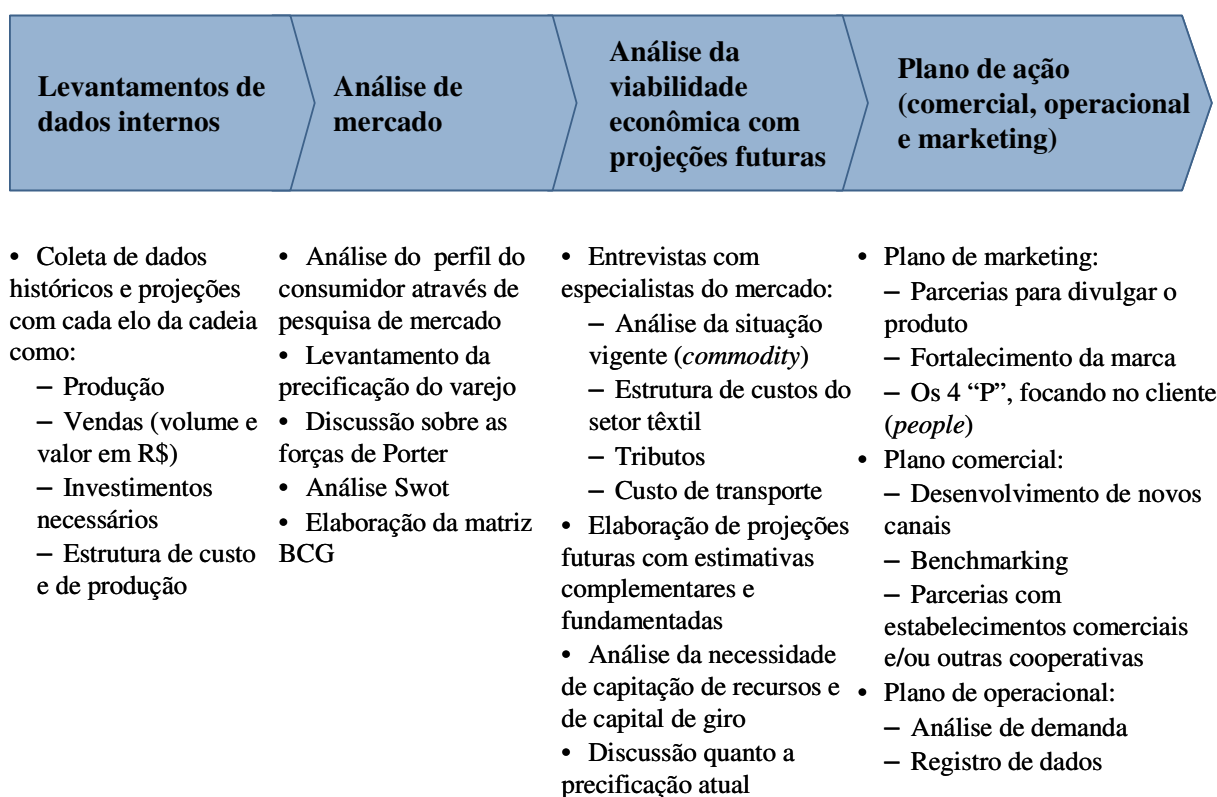 Levantamentos de
dados internos
Análise de
mercado
Análise da
viabilidade
econômica com
projeções futuras
Plano de ação
(comercial, operacional
e marketing)
• Coleta de dados
históricos e projeções
com cada elo da cadeia
como:
– Produção
– Vendas (volume e
valor em R$)
– Investimentos
necessários
– Estrutura de custo
e de produção
• Análise do perfil do
consumidor através de
pesquisa de mercado
• Levantamento da
precificação do varejo
• Discussão sobre as
forças de Porter
• Análise Swot
• Elaboração da matriz
BCG
• Entrevistas com
especialistas do mercado:
– Análise da situação
vigente (commodity)
– Estrutura de custos do
setor têxtil
– Tributos
– Custo de transporte
• Elaboração de projeções
futuras com estimativas
complementares e
fundamentadas
• Análise da necessidade
de capitação de recursos e
de capital de giro
• Discussão quanto a
precificação atual
• Plano de marketing:
– Parcerias para divulgar o
produto
– Fortalecimento da marca
– Os 4 “P”, focando no cliente
(people)
• Plano comercial:
– Desenvolvimento de novos
canais
– Benchmarking
– Parcerias com
estabelecimentos comerciais
e/ou outras cooperativas
• Plano de operacional:
– Análise de demanda
– Registro de dados